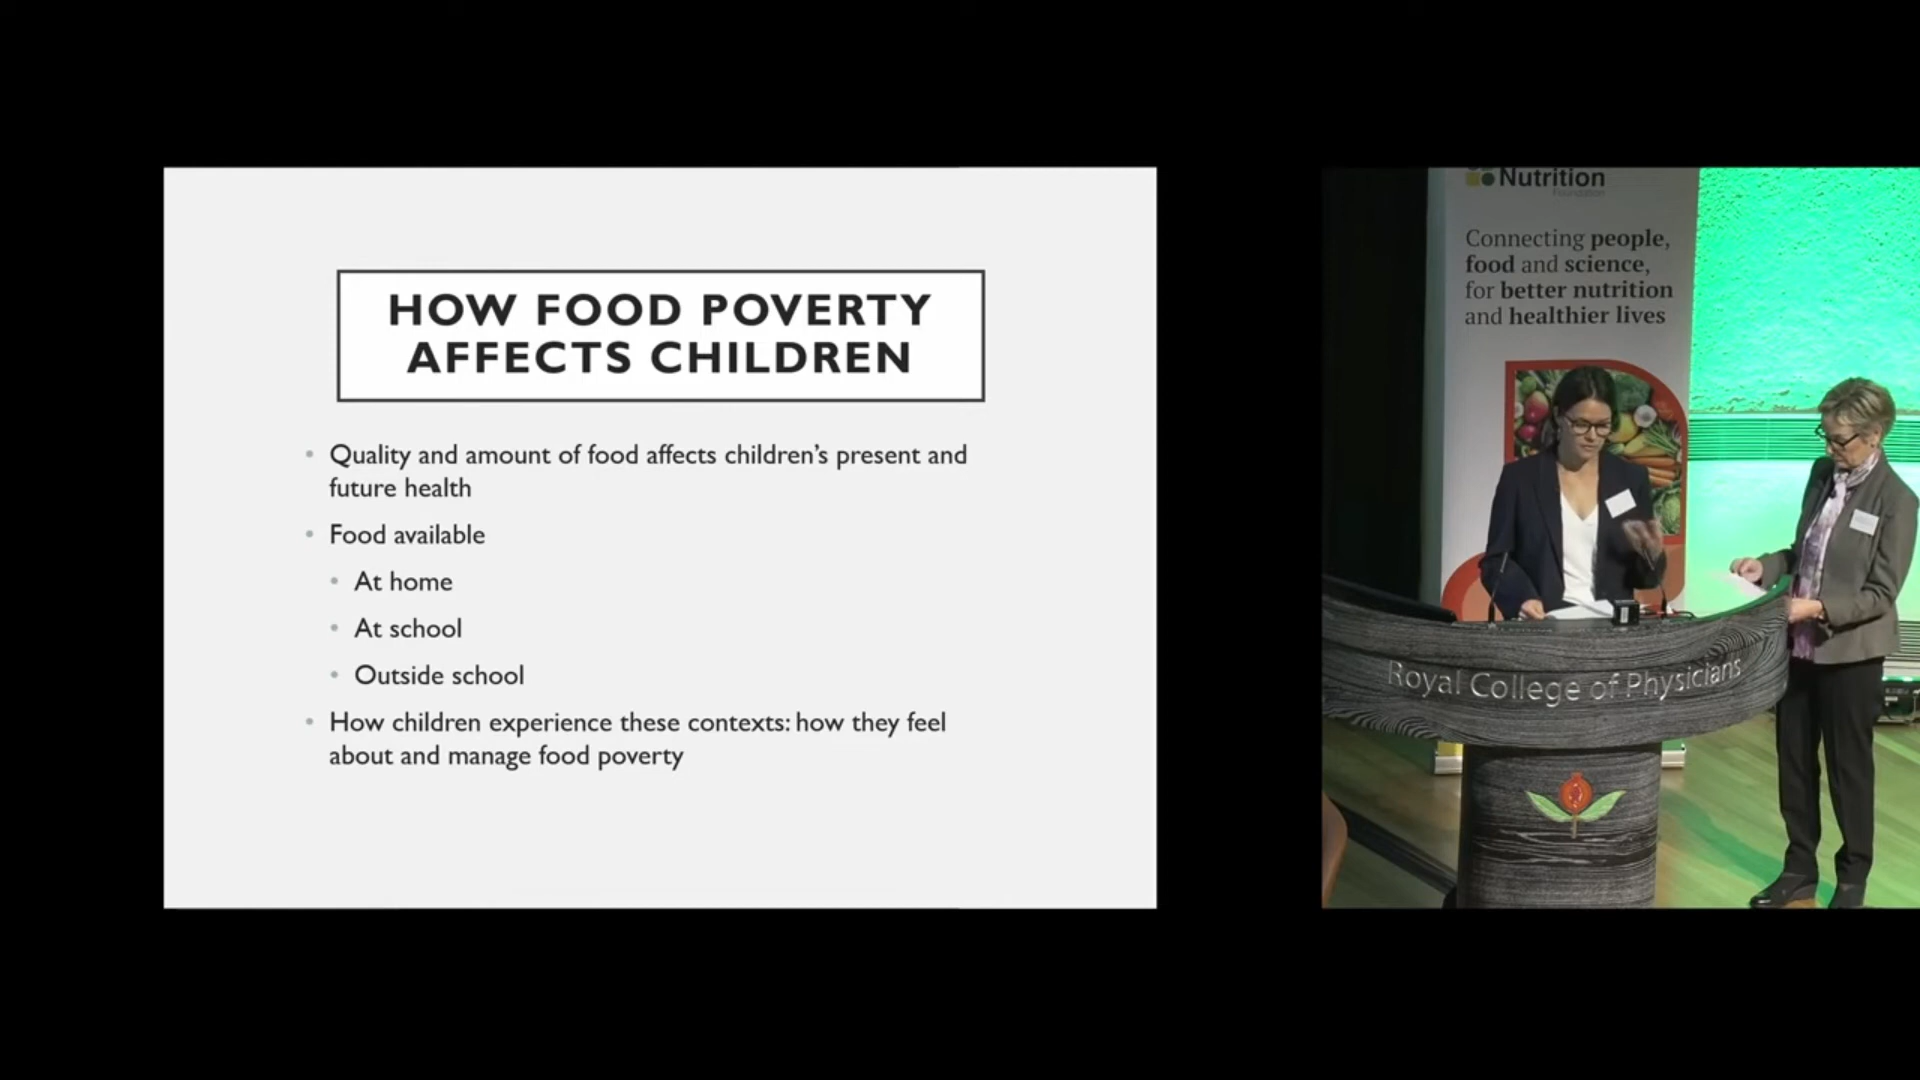 HOW FOOD POVERTY
AFFECTS CHILDREN
Quality and amount of food affects children’s present and
future health
Food available
At home
At school
Outside school
How children experience these contexts: how they feel
about and manage food poverty
Nutrition
Foundation
Connecting people,
food and science,
for better nutrition
and healthier lives
Royal College of Physicians